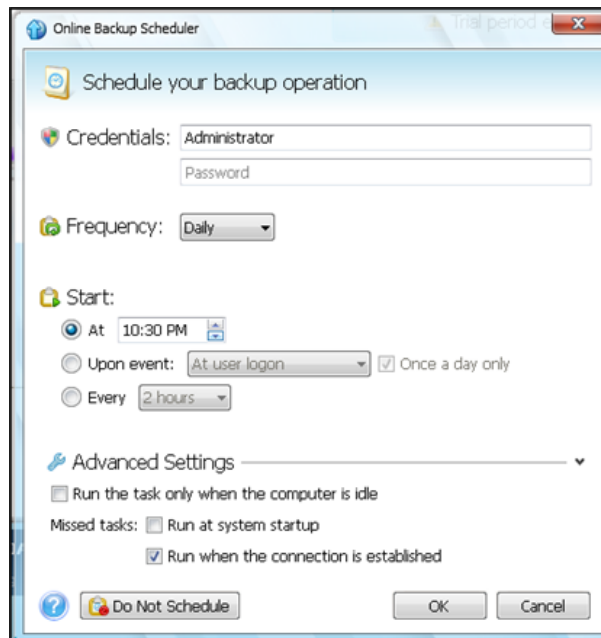 Online Backup Scheduler
Trial period
Schedule your backup operation
Credentials: Administrator
Password
Frequency: Daily
Start:
At 10:30 PM
Upon event: At user logon Once a day only
Every 2 hours
Advanced Settings
Run the task only when the computer is idle
Missed tasks: Run at system startup
Run when the connection is established
? Do Not Schedule OK Cancel